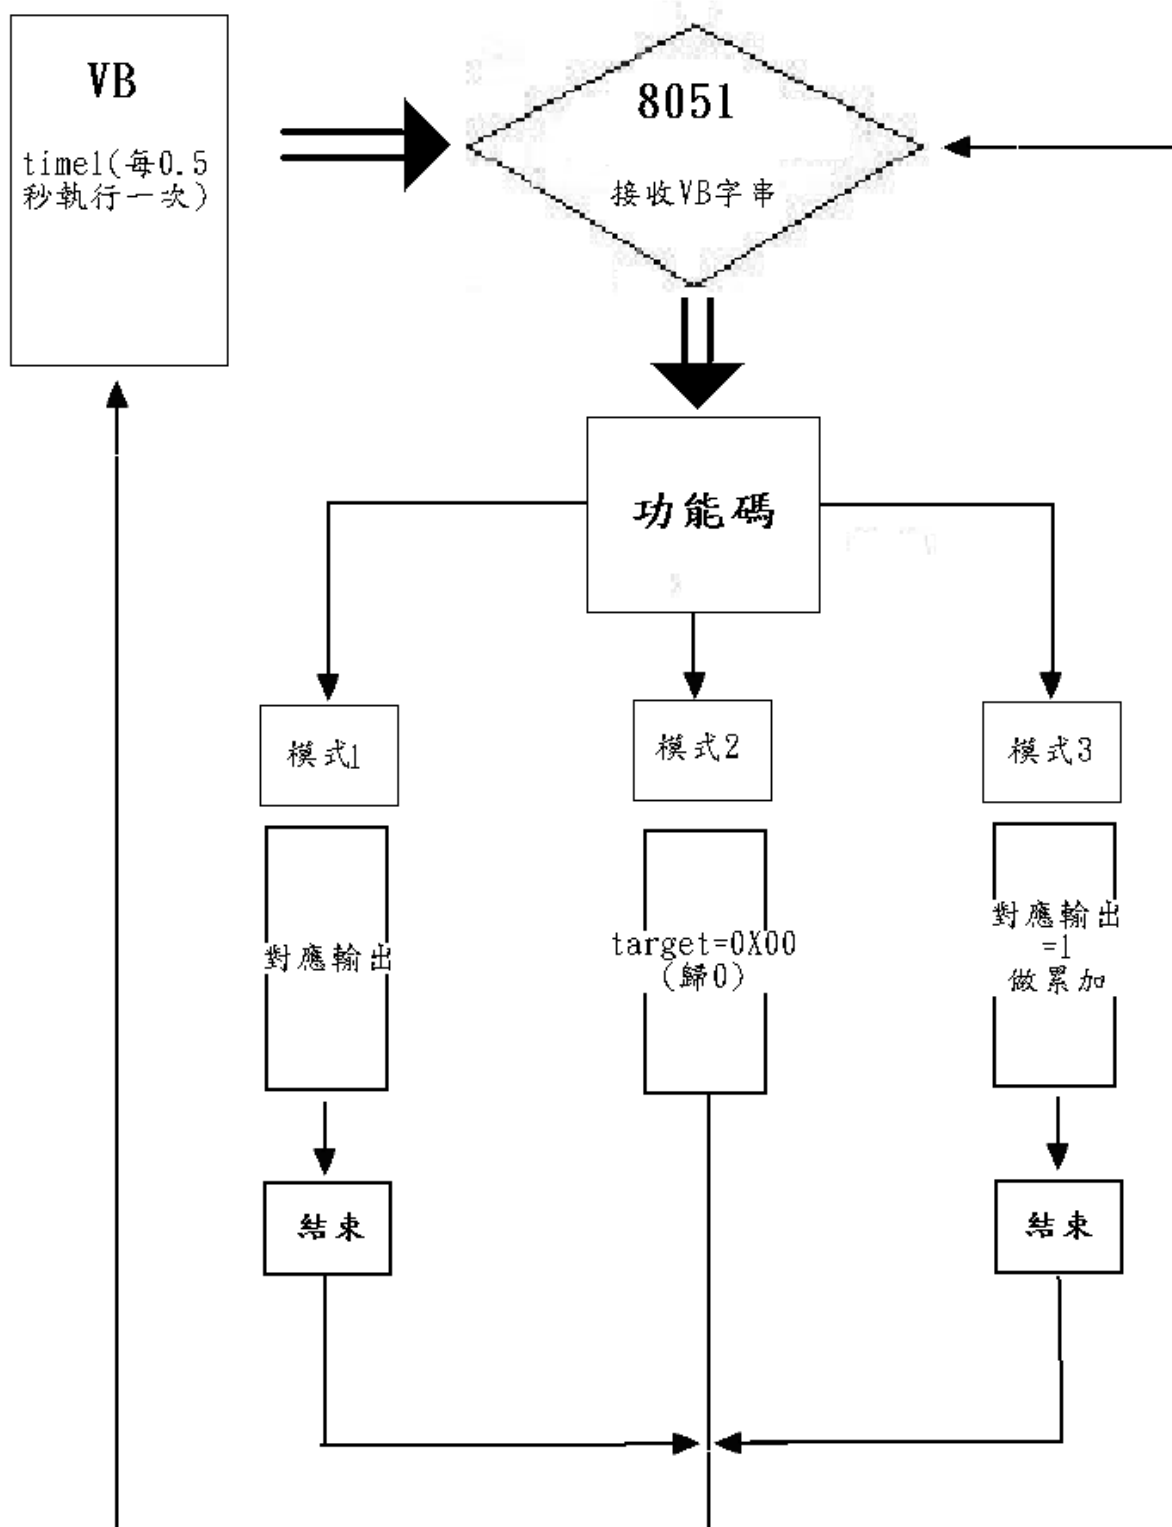 VB
time1(每0.5
秒執行一次)
8051
接收VB字串
功能碼
模式1
模式2
模式3
對應輸出
target=0X00
(歸0)
對應輸出
=1
做累加
結束
結束